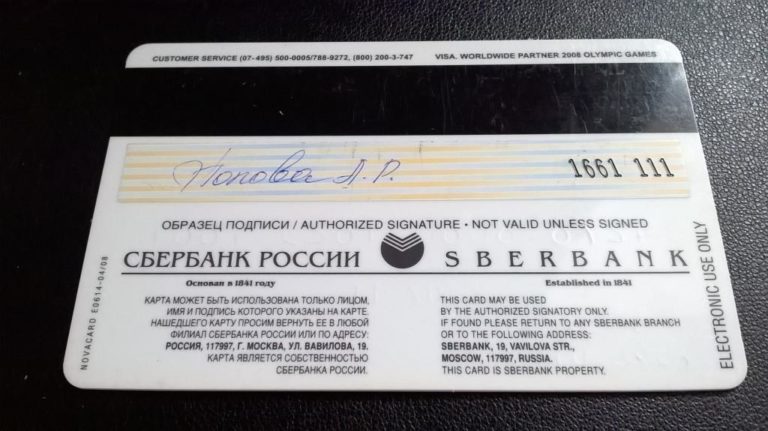 CUSTOMER SERVICE (07-495) 500-0005/788-9272, (800) 200-3-747 VISA. WORLDWIDE PARTNER 2008 OLYMPIC GAMES
Попова А.Р. 1661 111
ОБРАЗЕЦ ПОДПИСИ / AUTHORIZED SIGNATURE • NOT VALID UNLESS SIGNED
СБЕРБАНК РОССИИ SBERBANK
Основан в 1841 году Established in 1841
КАРТА МОЖЕТ БЫТЬ ИСПОЛЬЗОВАНА ТОЛЬКО ЛИЦОМ,
ИМЯ И ПОДПИСЬ КОТОРОГО УКАЗАНЫ НА КАРТЕ.
НАШЕДШЕГО КАРТУ ПРОСИМ ВЕРНУТЬ ЕЕ В ЛЮБОЙ
ФИЛИАЛ СБЕРБАНКА РОССИИ ИЛИ ПО АДРЕСУ:
РОССИЯ, 117997, Г. МОСКВА, УЛ. ВАВИЛОВА, 19.
КАРТА ЯВЛЯЕТСЯ СОБСТВЕННОСТЬЮ
СБЕРБАНКА РОССИИ.
THIS CARD MAY BE USED
BY THE AUTHORIZED SIGNATORY ONLY.
IF FOUND PLEASE RETURN TO ANY SBERBANK BRANCH
OR TO THE FOLLOWING ADDRESS:
SBERBANK, 19, VAVILOVA STR.,
MOSCOW, 117997, RUSSIA.
THIS CARD IS SBERBANK PROPERTY.
NOVACARD E0614-04/08
ELECTRONIC USE ONLY